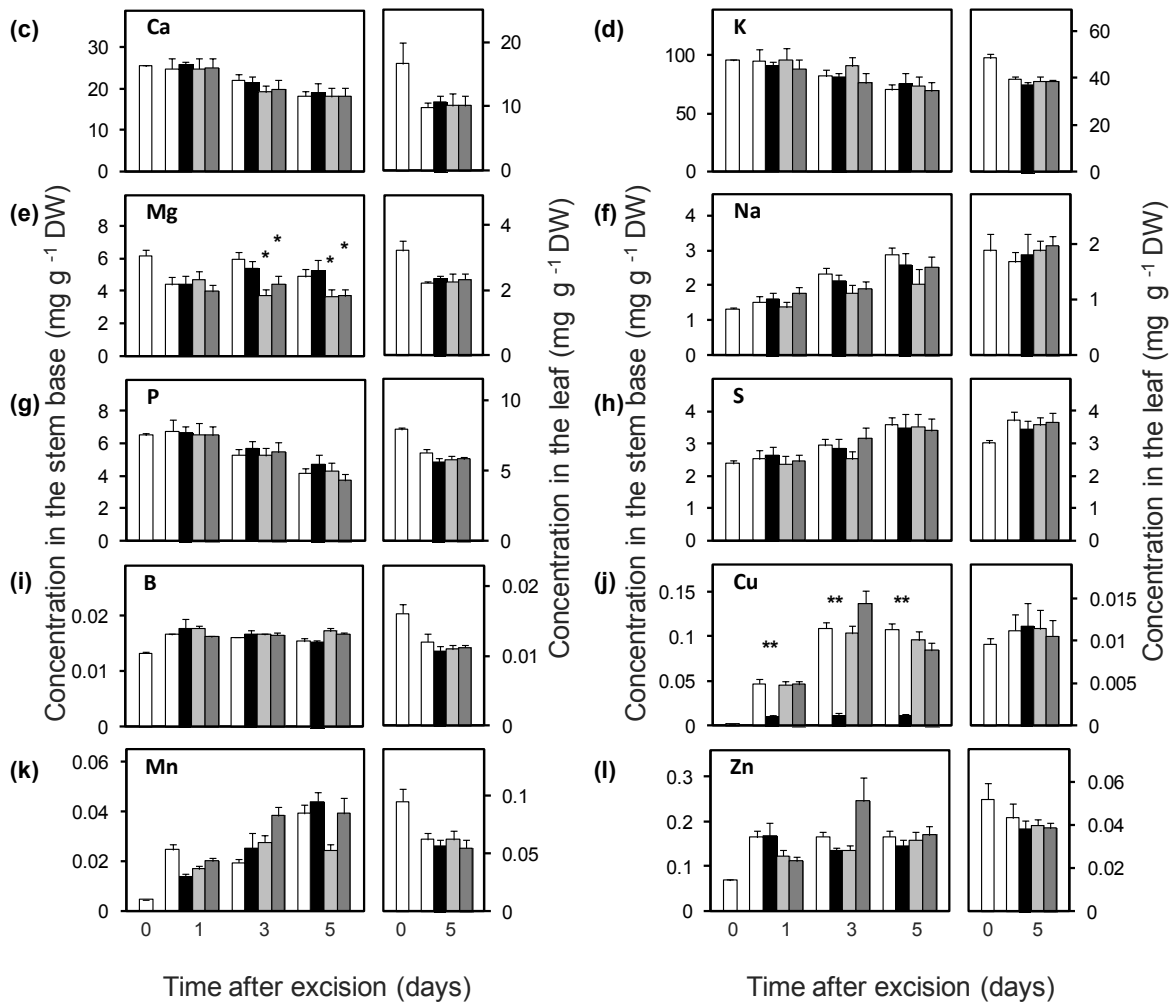 (c) Ca 30 20 10 0 20 10 0
(d) K 100 50 0 60 40 20 0
(e) Mg * * * * 8 6 4 2 0 4 2 0
(f) Na 4 3 2 1 0 2 1 0
(g) P 8 6 4 2 0 10 5 0
(h) S 4 3 2 1 0 4 3 2 1 0
(i) B 0.02 0.01 0 0.02 0.01 0
(j) Cu ** ** ** 0.15 0.1 0.05 0 0.015 0.01 0.005 0
(k) Mn 0.06 0.04 0.02 0 0.1 0.05 0
(l) Zn 0.3 0.2 0.1 0 0.06 0.04 0.02 0
Concentration in the stem base (mg g -1 DW)
Concentration in the leaf (mg g -1 DW)
Concentration in the stem base (mg g -1 DW)
Concentration in the leaf (mg g -1 DW)
0 1 3 5 0 5
0 1 3 5 0 5
Time after excision (days)
Time after excision (days)